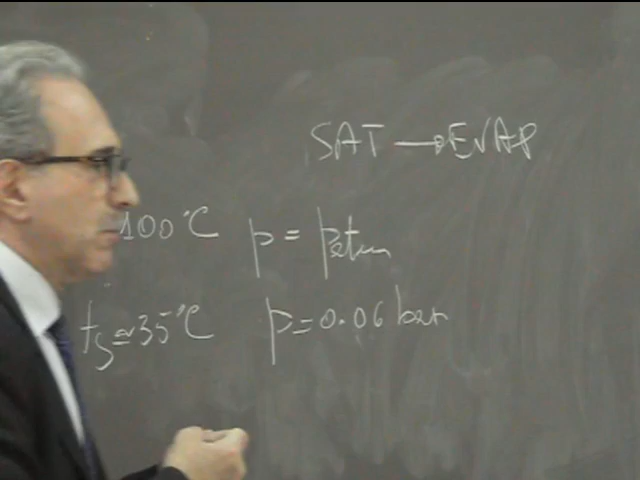 SAT → EVAP
100°C p = patm
ts ≃ 35°C p = 0.06 bar